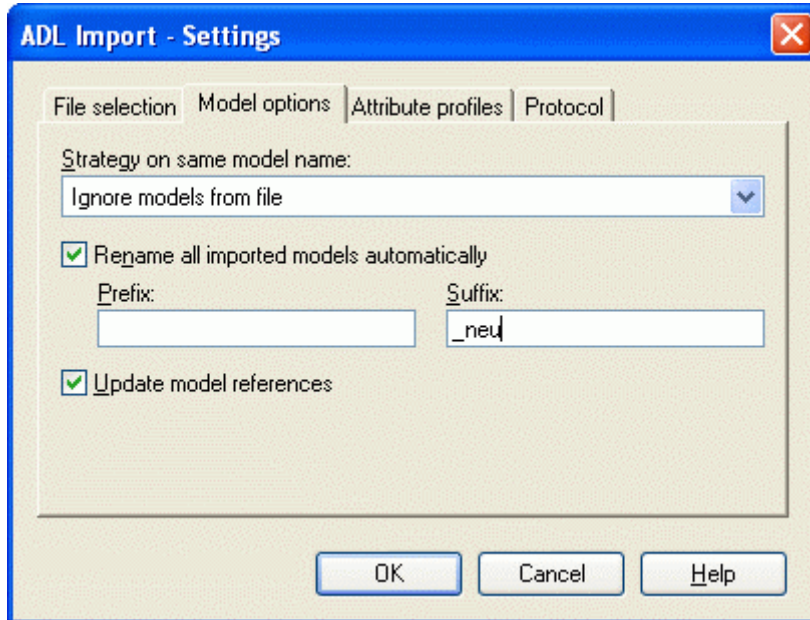 ADL Import - Settings
File selection Model options Attribute profiles Protocol
Strategy on same model name:
Ignore models from file
Rename all imported models automatically
Prefix: Suffix:
_neu
Update model references
OK Cancel Help